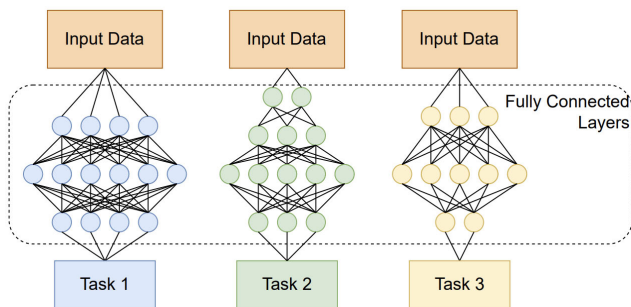 Input Data
Input Data
Input Data
Fully Connected
Layers
Task 1
Task 2
Task 3